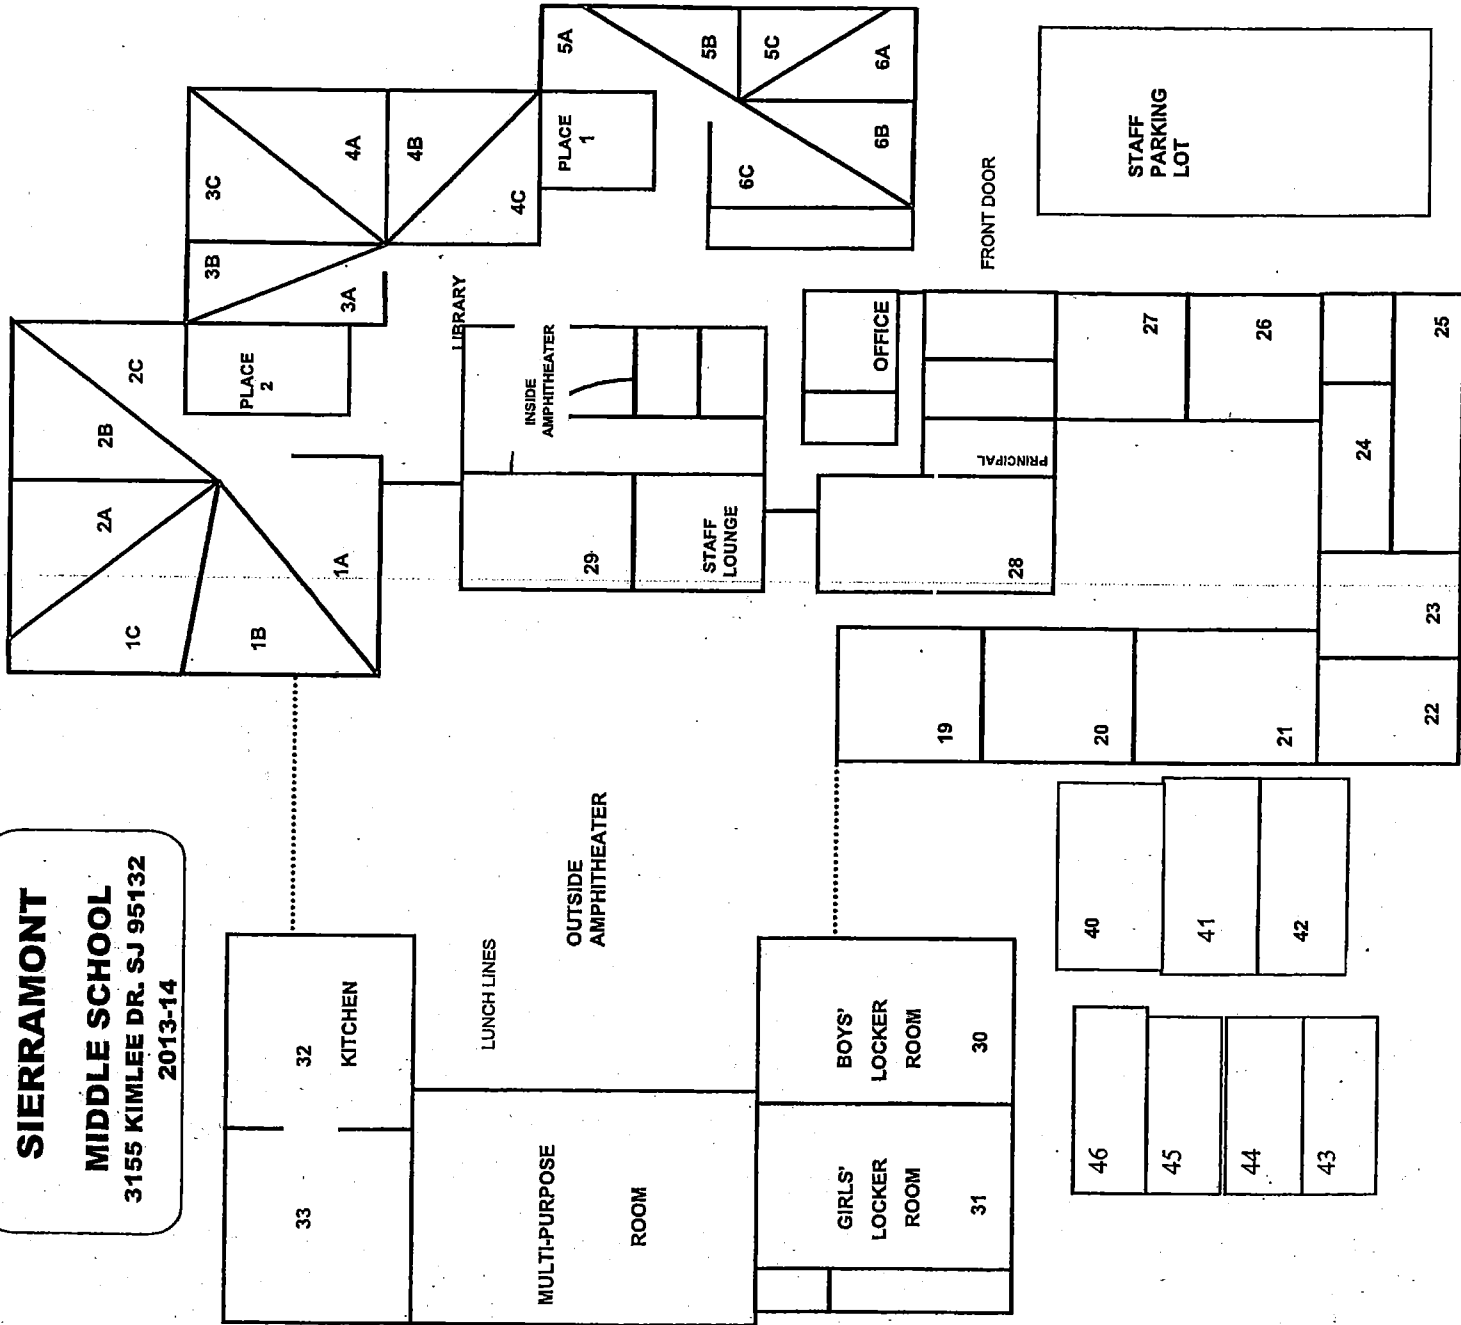 SIERRAMONT
MIDDLE SCHOOL
3155 KIMLEE DR. SJ 95132
2013-14
1A
1B
1C
2A
2B
2C
PLACE
2
3A
3B
3C
4A
4B
4C
PLACE
1
5A
5B
5C
6A
6B
6C
LIBRARY
INSIDE
AMPHITHEATER
29
STAFF
LOUNGE
OFFICE
PRINCIPAL
FRONT DOOR
STAFF
PARKING
LOT
28
27
26
25
24
23
22
21
20
19
33
32
KITCHEN
LUNCH LINES
OUTSIDE
AMPHITHEATER
MULTI-PURPOSE
ROOM
BOYS'
LOCKER
ROOM
30
GIRLS'
LOCKER
ROOM
31
40
41
42
46
45
44
43